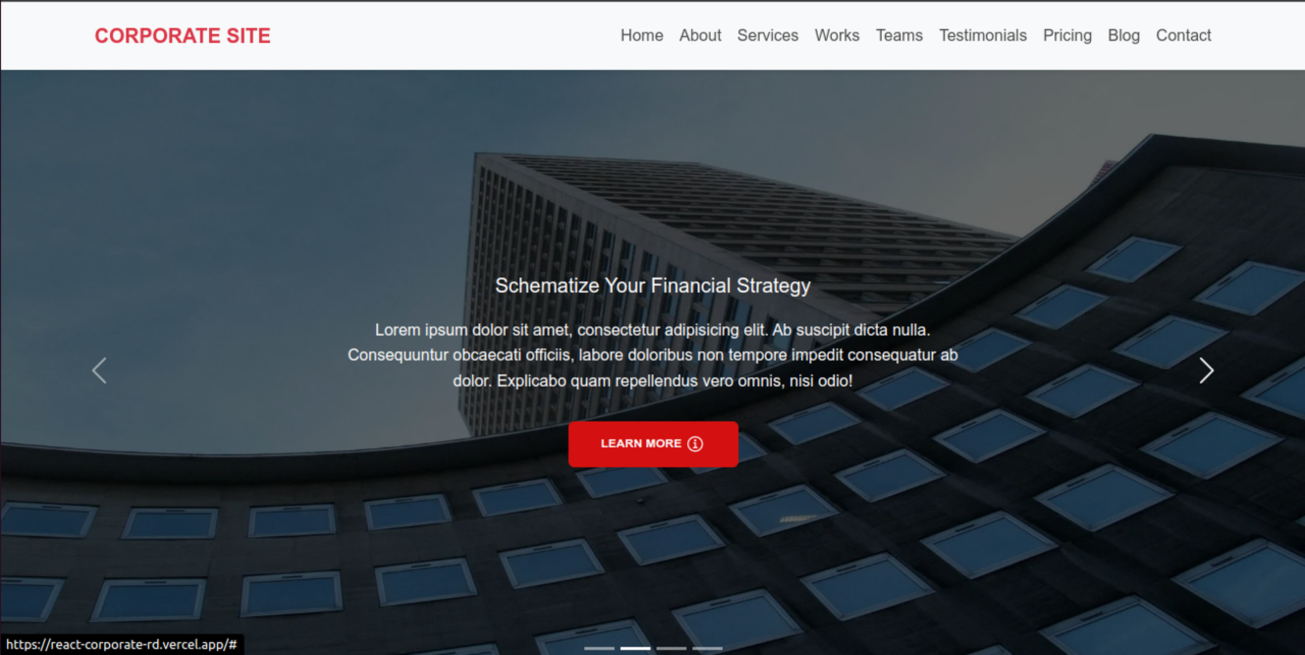 CORPORATE SITE
Home About Services Works Teams Testimonials Pricing Blog Contact
Schematize Your Financial Strategy
Lorem ipsum dolor sit amet, consectetur adipisicing elit. Ab suscipit dicta nulla.
Consequuntur obcaecati officiis, labore doloribus non tempore impedit consequatur ab
dolor. Explicabo quam repellendus vero omnis, nisi odio!
LEARN MORE
https://react-corporate-rd.vercel.app/#